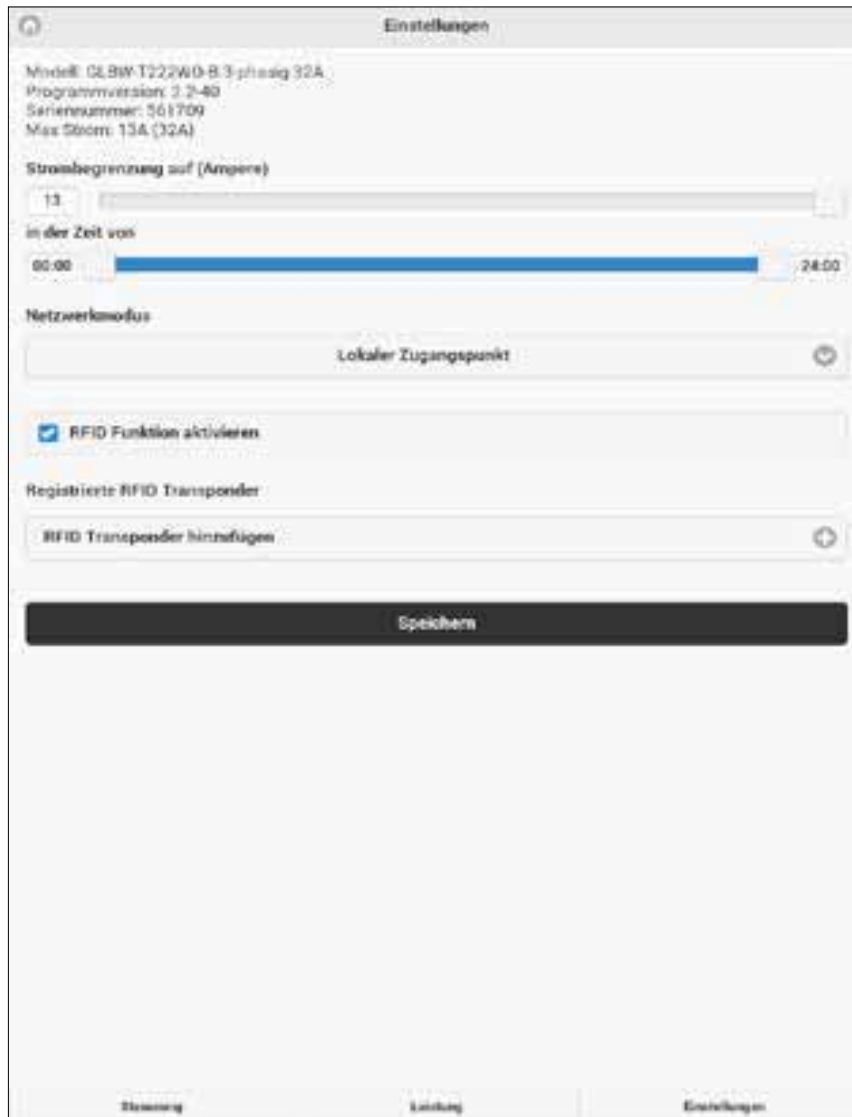 Einstellungen
Modell: GLBW-T222WO-B 3-phasig 32A
Programmversion: 2.2-40
Seriennummer: 561709
Max Strom: 13A (32A)
Strombegrenzung auf (Ampere)
13
in der Zeit von
00:00 24:00
Netzwerkmodus
Lokaler Zugangspunkt
RFID Funktion aktivieren
Registrierte RFID Transponder
RFID Transponder hinzufügen
Speichern
Steuerung Leistung Einstellungen